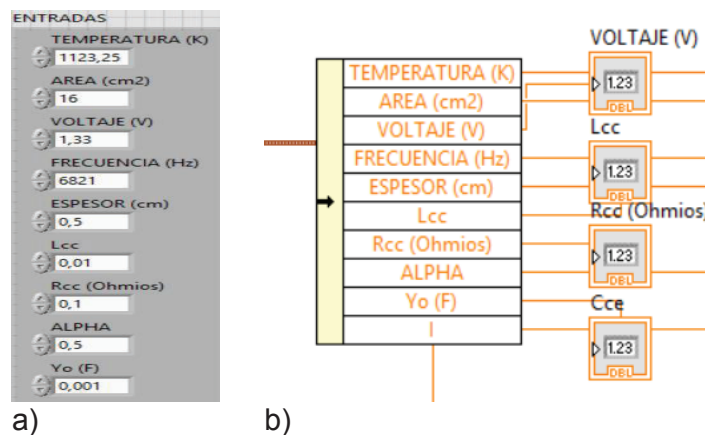 ENTRADAS
TEMPERATURA (K)
1123,25
AREA (cm2)
16
VOLTAJE (V)
1,33
FRECUENCIA (Hz)
6821
ESPESOR (cm)
0,5
Lcc
0,01
Rcc (Ohmios)
0,1
ALPHA
0,5
Yo (F)
0,001
a)
TEMPERATURA (K)
AREA (cm2)
VOLTAJE (V)
FRECUENCIA (Hz)
ESPESOR (cm)
Lcc
Rcc (Ohmios)
ALPHA
Yo (F)
I
VOLTAJE (V)
1.23
DBL
Lcc
1.23
DBL
Rcc (Ohmios)
1.23
DBL
Cce
1.23
DBL
b)